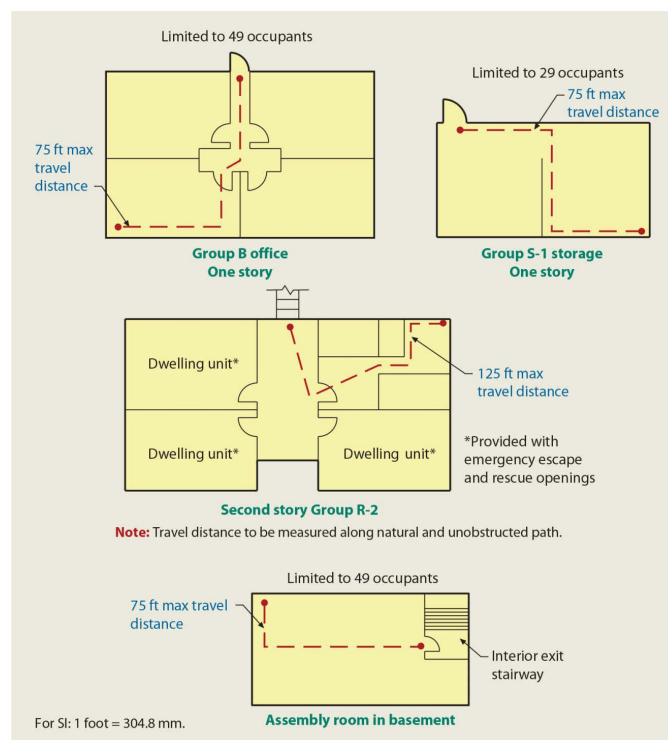 Limited to 49 occupants
75 ft max
travel
distance
Group B office
One story
Limited to 29 occupants
75 ft max
travel distance
Group S-1 storage
One story
Dwelling unit*
Dwelling unit*
Dwelling unit*
125 ft max
travel distance
*Provided with
emergency escape
and rescue openings
Second story Group R-2
Note: Travel distance to be measured along natural and unobstructed path.
Limited to 49 occupants
75 ft max travel
distance
Interior exit
stairway
Assembly room in basement
For SI: 1 foot = 304.8 mm.